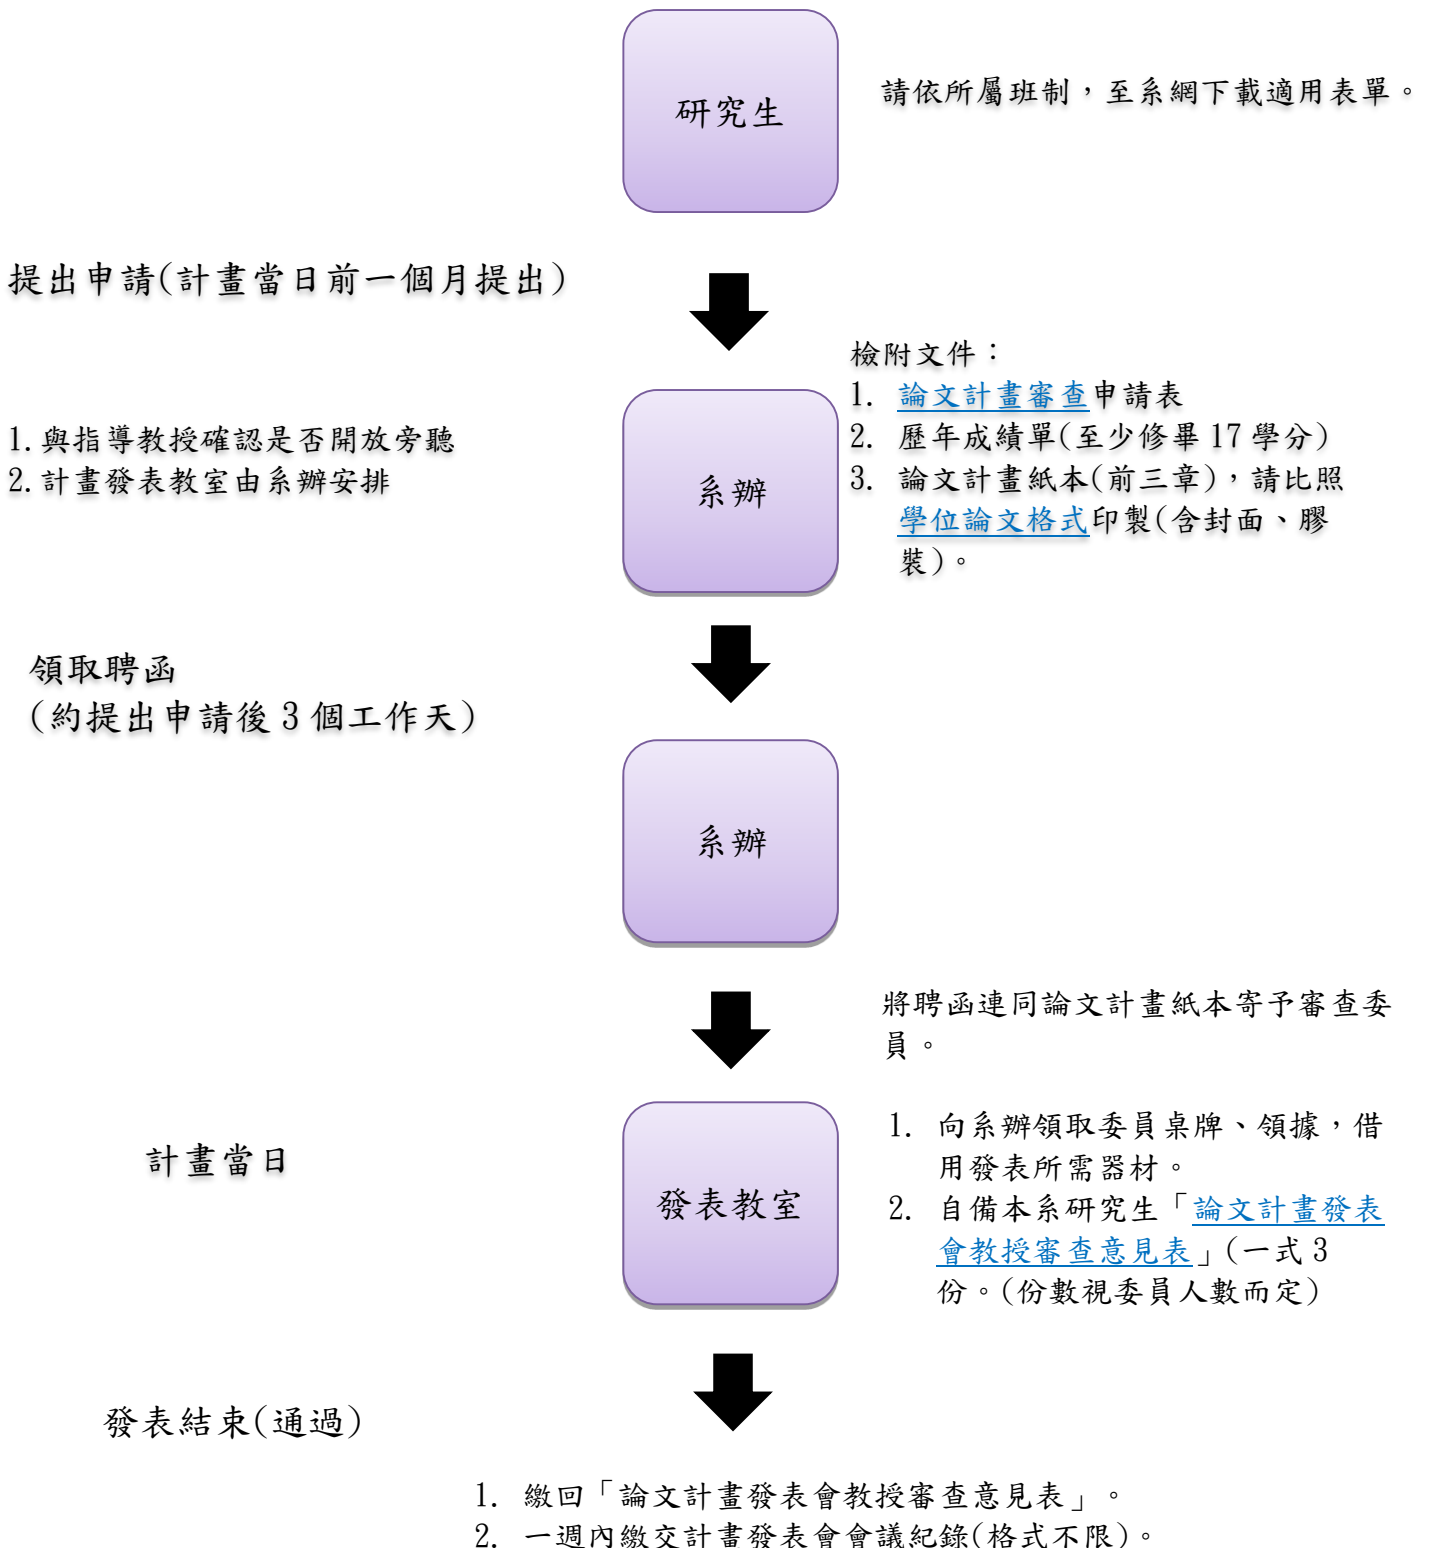 研究生
請依所屬班制，至系網下載適用表單。
提出申請(計畫當日前一個月提出)
1.與指導教授確認是否開放旁聽
2.計畫發表教室由系辦安排
系辦
檢附文件：
1. 論文計畫審查申請表
2. 歷年成績單(至少修畢 17 學分)
3. 論文計畫紙本(前三章)，請比照
學位論文格式印製(含封面、膠
裝)。
領取聘函
(約提出申請後 3 個工作天)
系辦
將聘函連同論文計畫紙本寄予審查委
員。
計畫當日
發表教室
1. 向系辦領取委員桌牌、領據，借
用發表所需器材。
2. 自備本系研究生「論文計畫發表
會教授審查意見表」(一式 3
份。(份數視委員人數而定)
發表結束(通過)
1. 繳回「論文計畫發表會教授審查意見表」。
2. 一週內繳交計畫發表會會議紀錄(格式不限)。